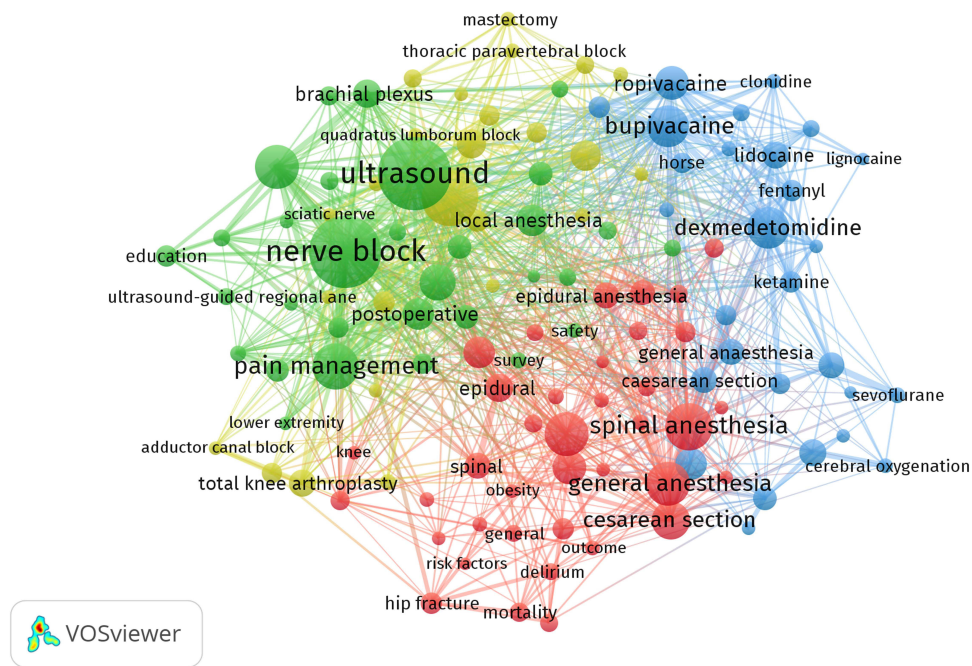 mastectomy
thoracic paravertebral block
ropivacaine
clonidine
brachial plexus
bupivacaine
quadratus lumborum block
horse
lidocaine
lignocaine
ultrasound
fentanyl
sciatic nerve
local anesthesia
dexmedetomidine
nerve block
education
ketamine
ultrasound-guided regional ane
epidural anesthesia
postoperative
safety
general anaesthesia
survey
pain management
caesarean section
epidural
sevoflurane
lower extremity
spinal anesthesia
adductor canal block
knee
spinal
cerebral oxygenation
total knee arthroplasty
general anesthesia
obesity
cesarean section
general
outcome
risk factors
delirium
hip fracture
mortality
VOSviewer